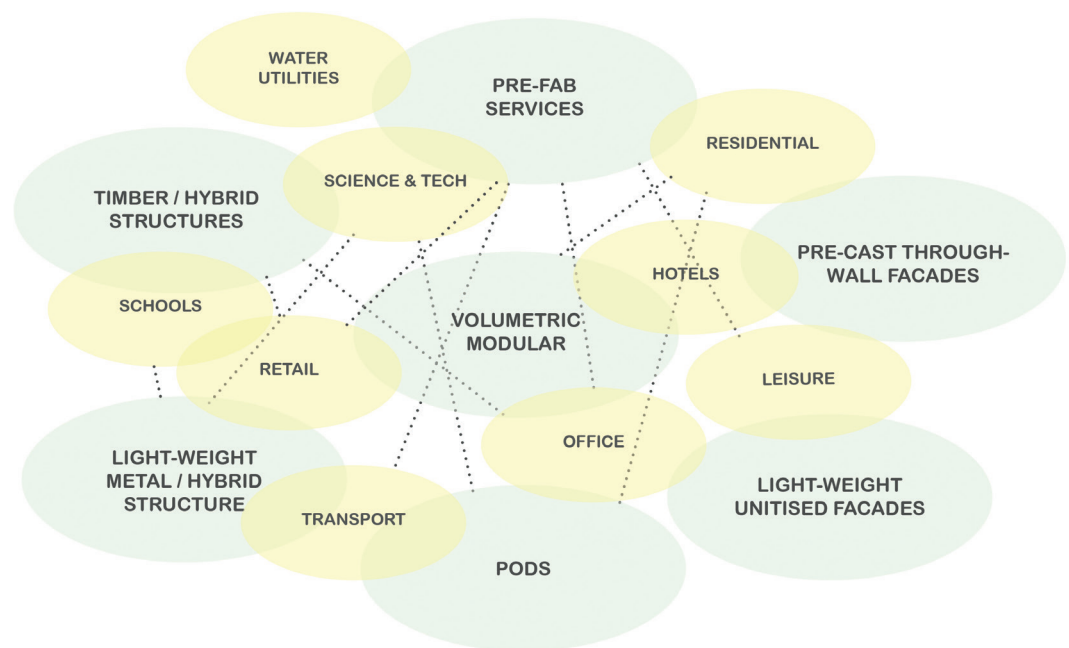 WATER
UTILITIES
PRE-FAB
SERVICES
RESIDENTIAL
SCIENCE & TECH
TIMBER / HYBRID
STRUCTURES
PRE-CAST THROUGH-
WALL FACADES
HOTELS
SCHOOLS
VOLUMETRIC
MODULAR
RETAIL
LEISURE
OFFICE
LIGHT-WEIGHT
METAL / HYBRID
STRUCTURE
LIGHT-WEIGHT
UNITISED FACADES
TRANSPORT
PODS